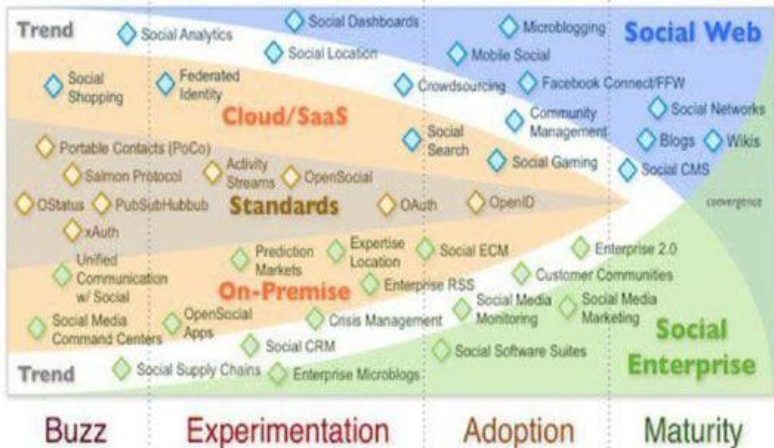 Trend
Social Analytics
Social Dashboards
Social Location
Microblogging
Mobile Social
Social Web
Social
Shopping
Federated
Identity
Crowdsourcing
Facebook Connect/FFW
Cloud/SaaS
Community
Management
Social Networks
Blogs
Wikis
Social
Search
Social Gaming
Social CMS
Portable Contacts (PoCo)
Salmon Protocol
Activity
Streams
OpenSocial
OStatus
PubSubHubbub
Standards
OAuth
OpenID
convergence
xAuth
Unified
Communication
w/ Social
Prediction
Markets
Expertise
Location
Social ECM
Enterprise 2.0
On-Premise
Enterprise RSS
Customer Communities
Social Media
Command Centers
OpenSocial
Apps
Crisis Management
Social Media
Monitoring
Social Media
Marketing
Social CRM
Social Software Suites
Social
Enterprise
Trend
Social Supply Chains
Enterprise Microblogs
Buzz
Experimentation
Adoption
Maturity